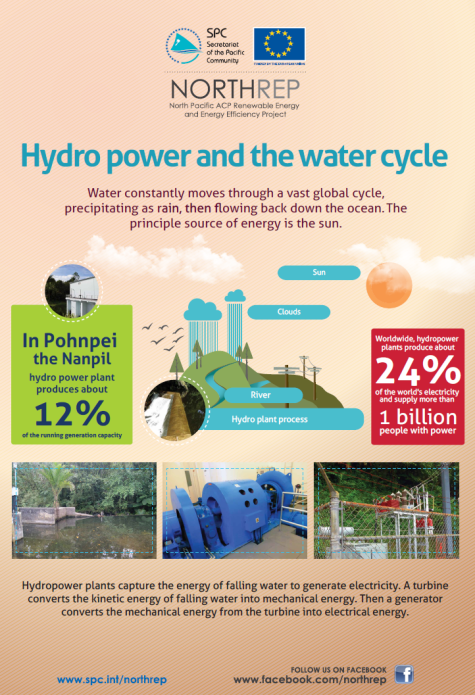 SPC
Secretariat
of the Pacific
Community
NORTHREP
North Pacific ACP Renewable Energy
and Energy Efficiency Project
Hydro power and the water cycle
Water constantly moves through a vast global cycle,
precipitating as rain, then flowing back down the ocean. The
principle source of energy is the sun.
Sun
Clouds
In Pohnpei
the Nanpil
hydro power plant
produces about
12%
of the running generation capacity
River
Hydro plant process
Worldwide, hydropower
plants produce about
24%
of the world's electricity
and supply more than
1 billion
people with power
Hydropower plants capture the energy of falling water to generate electricity. A turbine
converts the kinetic energy of falling water into mechanical energy. Then a generator
converts the mechanical energy from the turbine into electrical energy.
www.spc.int/northrep
FOLLOW US ON FACEBOOK
www.facebook.com/northrep